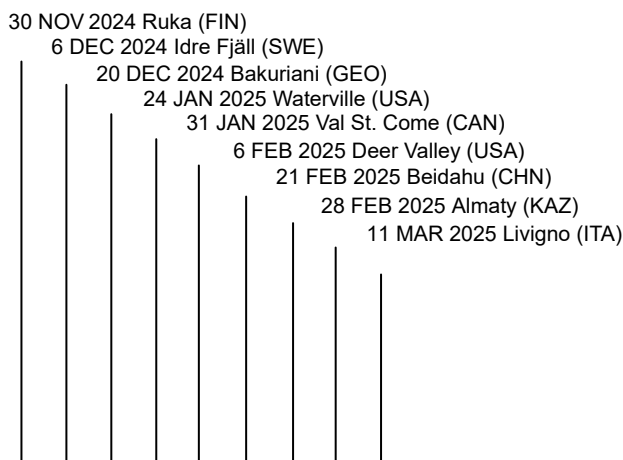 30 NOV 2024 Ruka (FIN)
6 DEC 2024 Idre Fjäll (SWE)
20 DEC 2024 Bakuriani (GEO)
24 JAN 2025 Waterville (USA)
31 JAN 2025 Val St. Come (CAN)
6 FEB 2025 Deer Valley (USA)
21 FEB 2025 Beidahu (CHN)
28 FEB 2025 Almaty (KAZ)
11 MAR 2025 Livigno (ITA)